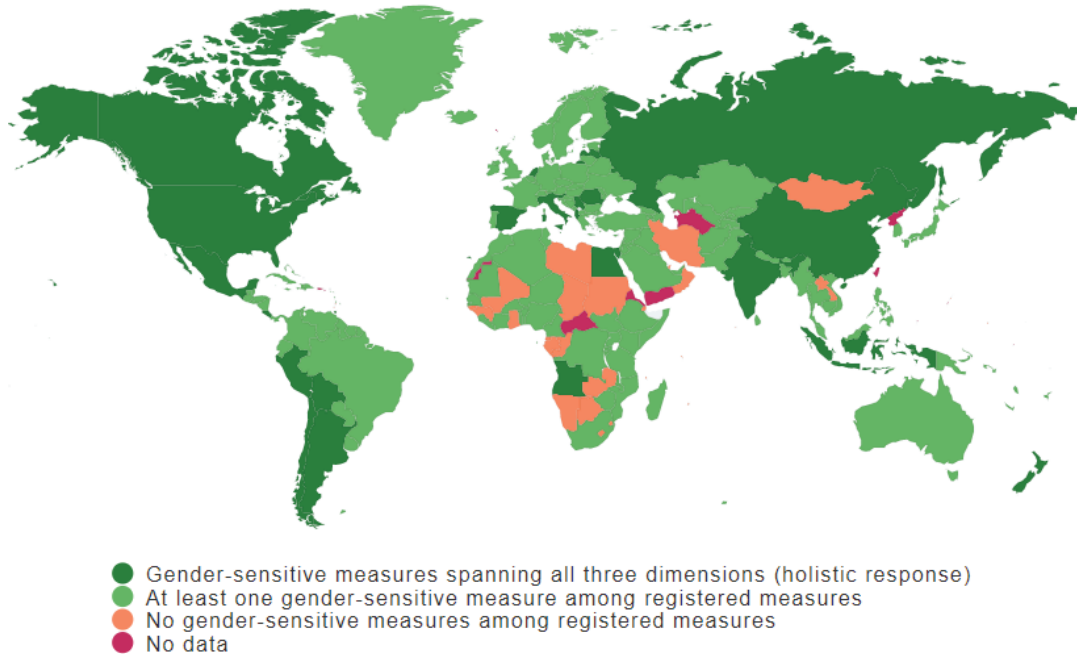 Gender-sensitive measures spanning all three dimensions (holistic response)
At least one gender-sensitive measure among registered measures
No gender-sensitive measures among registered measures
No data